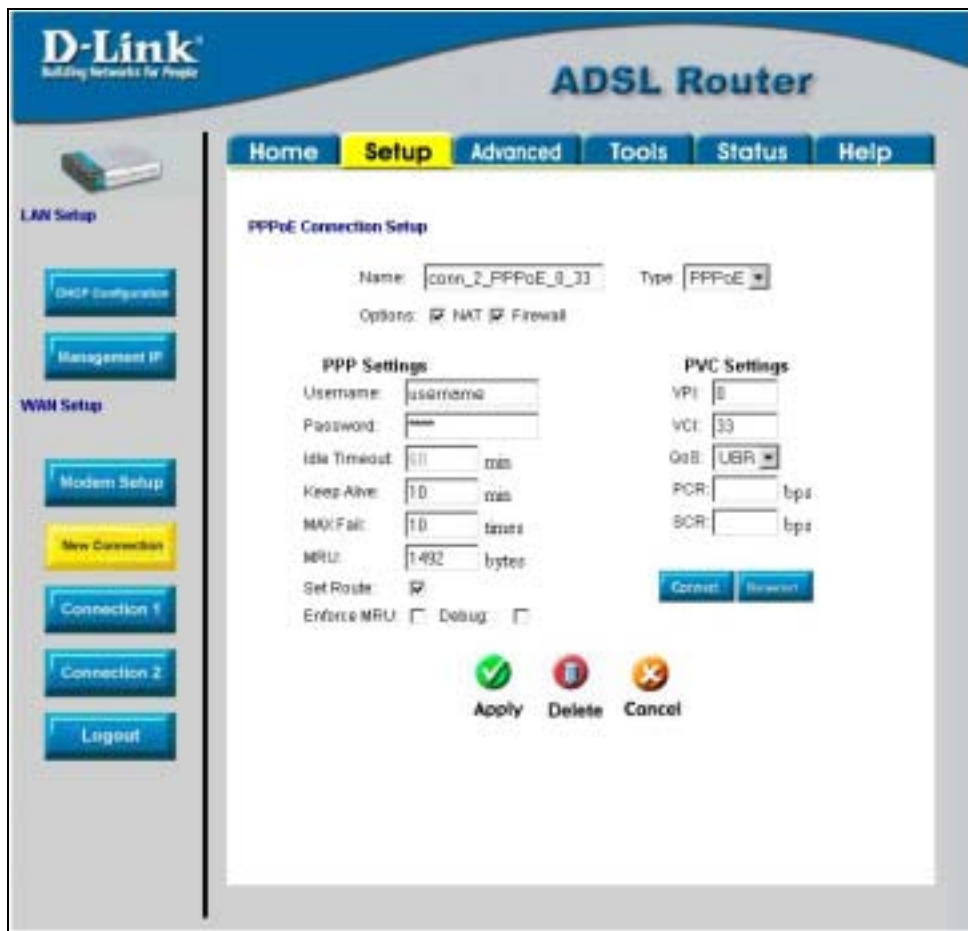 D-Link
Building Networks for People
ADSL Router
Home Setup Advanced Tools Status Help
LAN Setup
DHCP Configuration
Management IP
WAN Setup
Modem Setup
New Connection
Connection 1
Connection 2
Logout
PPPoE Connection Setup
Name: conn_2_PPPoE_0_33 Type: PPPoE
Options: NAT Firewall
PPP Settings
Username: username
Password: ****
Idle Timeout: 60 min
Keep Alive: 10 min
MAX Fail: 10 times
MRU: 1492 bytes
Set Route:
Enforce MRU: Debug:
PVC Settings
VPI: 0
VCI: 33
QoS: UBR
PCR: bps
SCR: bps
Connect Disconnect
Apply Delete Cancel